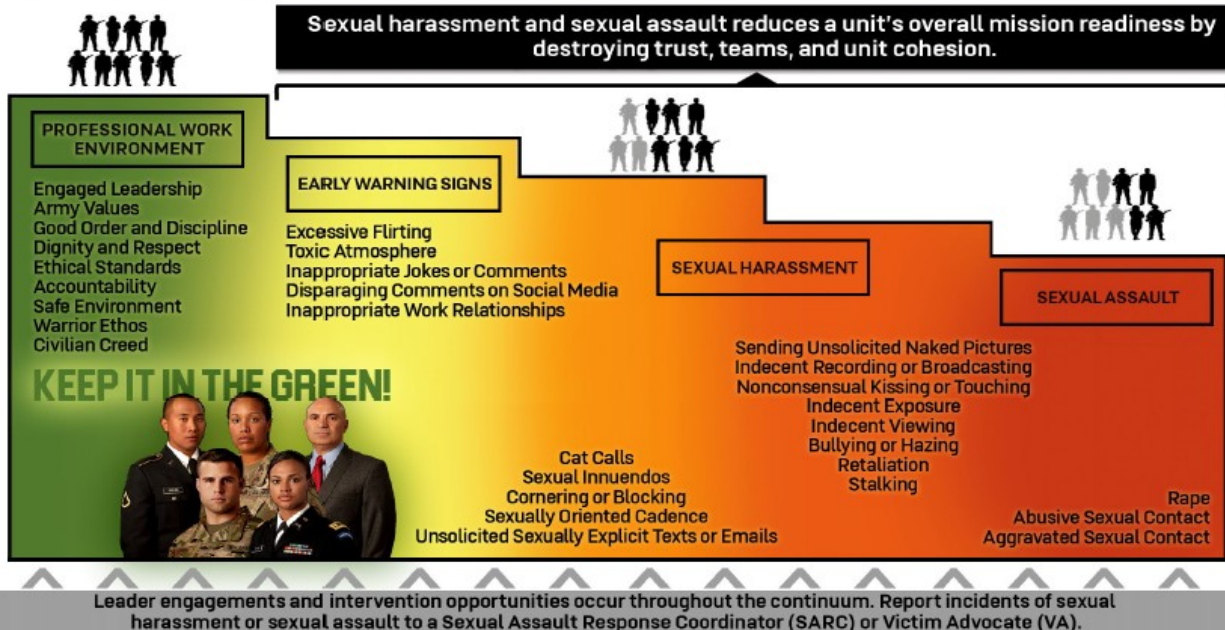 Sexual harassment and sexual assault reduces a unit's overall mission readiness by
destroying trust, teams, and unit cohesion.
PROFESSIONAL WORK
ENVIRONMENT
Engaged Leadership
Army Values
Good Order and Discipline
Dignity and Respect
Ethical Standards
Accountability
Safe Environment
Warrior Ethos
Civilian Creed
KEEP IT IN THE GREEN!
EARLY WARNING SIGNS
Excessive Flirting
Toxic Atmosphere
Inappropriate Jokes or Comments
Disparaging Comments on Social Media
Inappropriate Work Relationships
Cat Calls
Sexual Innuendos
Cornering or Blocking
Sexually Oriented Cadence
Unsolicited Sexually Explicit Texts or Emails
SEXUAL HARASSMENT
Sending Unsolicited Naked Pictures
Indecent Recording or Broadcasting
Nonconsensual Kissing or Touching
Indecent Exposure
Indecent Viewing
Bullying or Hazing
Retaliation
Stalking
SEXUAL ASSAULT
Rape
Abusive Sexual Contact
Aggravated Sexual Contact
Leader engagements and intervention opportunities occur throughout the continuum. Report incidents of sexual
harassment or sexual assault to a Sexual Assault Response Coordinator (SARC) or Victim Advocate (VA).